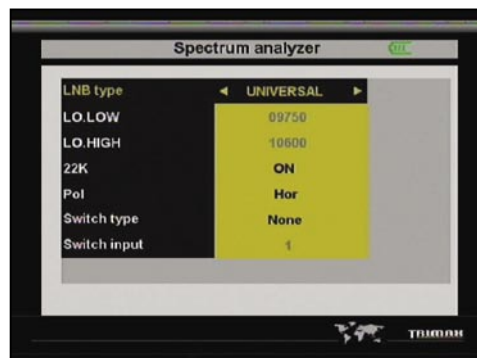 Spectrum analyzer
LNB type ◄ UNIVERSAL ►
LO.LOW 09750
LO.HIGH 10600
22K ON
Pol Hor
Switch type None
Switch input 1
TRIMAX